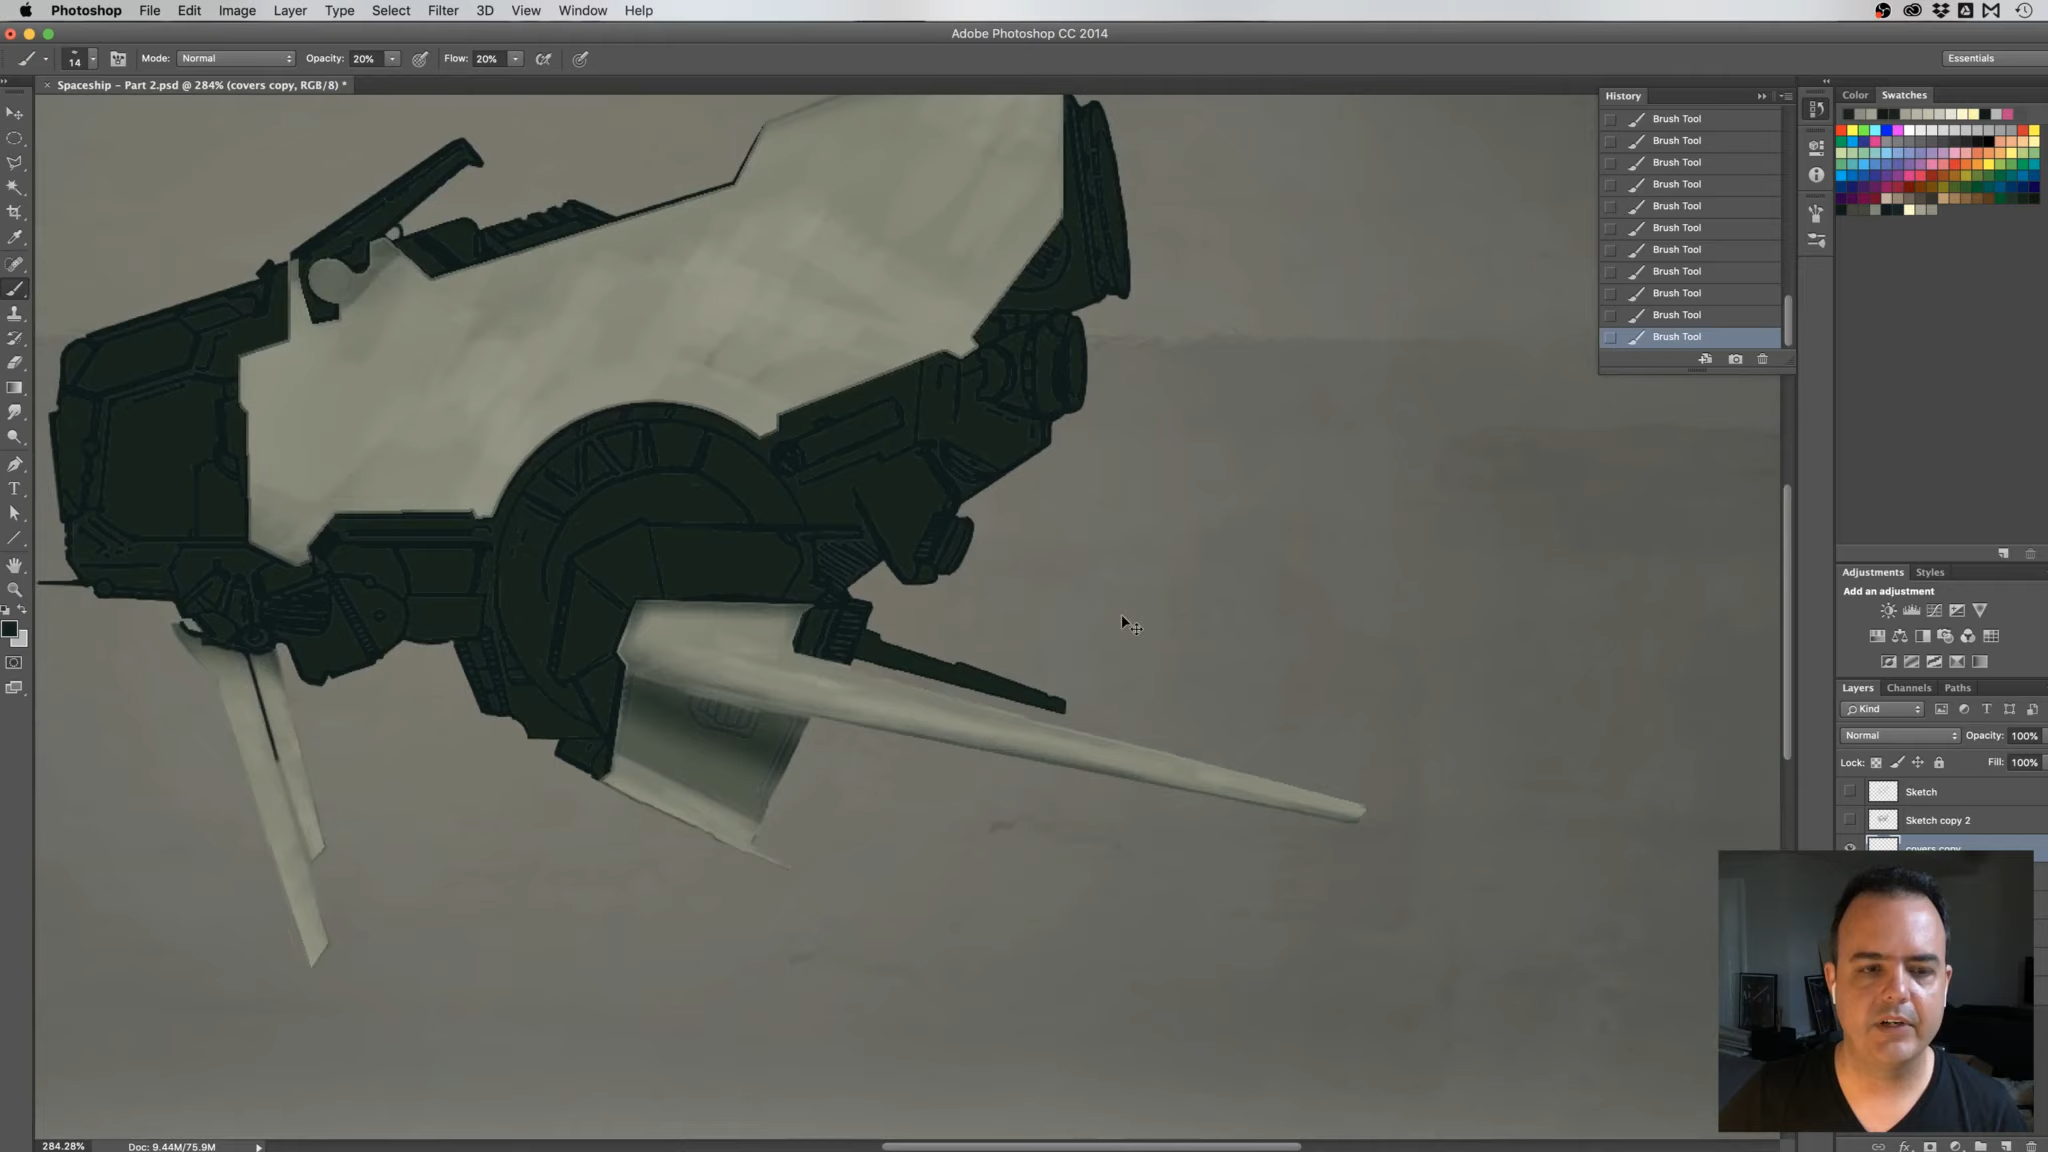 Photoshop File Edit Image Layer Type Select Filter 3D View Window Help
Adobe Photoshop CC 2014
14 Mode: Normal Opacity: 20% Flow: 20% Essentials
× Spaceship – Part 2.psd @ 284% (covers copy, RGB/8) *
History
Brush Tool
Brush Tool
Brush Tool
Brush Tool
Brush Tool
Brush Tool
Brush Tool
Brush Tool
Brush Tool
Brush Tool
Brush Tool
Color Swatches
Adjustments Styles
Add an adjustment
Layers Channels Paths
Kind
Normal Opacity: 100%
Lock: Fill: 100%
Sketch
Sketch copy 2
covers copy
284.28% Doc: 9.44M/75.9M